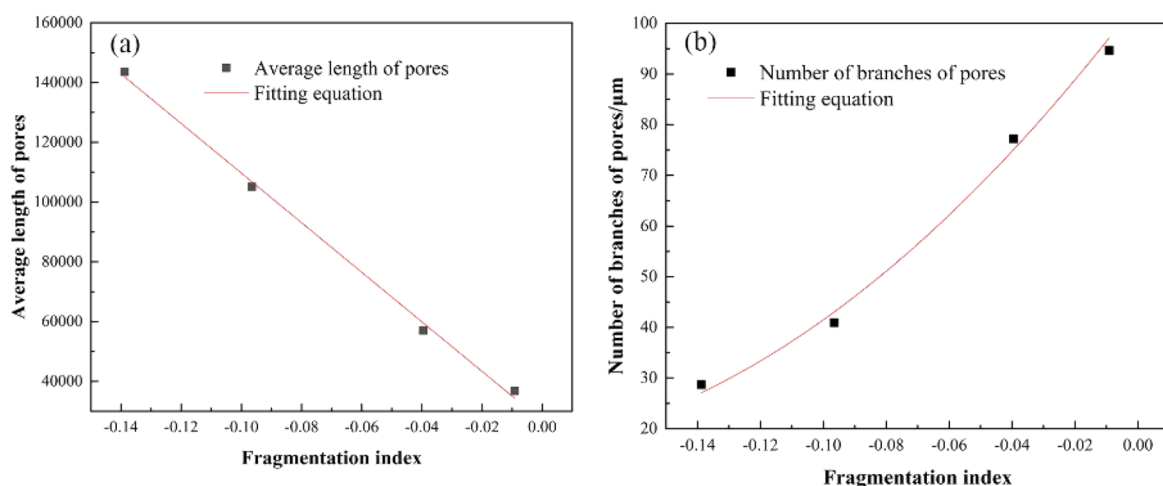 (a)
Average length of pores
Fitting equation
160000
140000
120000
100000
80000
60000
40000
Average length of pores
-0.14 -0.12 -0.10 -0.08 -0.06 -0.04 -0.02 0.00
Fragmentation index
(b)
Number of branches of pores
Fitting equation
100
90
80
70
60
50
40
30
20
Number of branches of pores/μm
-0.14 -0.12 -0.10 -0.08 -0.06 -0.04 -0.02 0.00
Fragmentation index